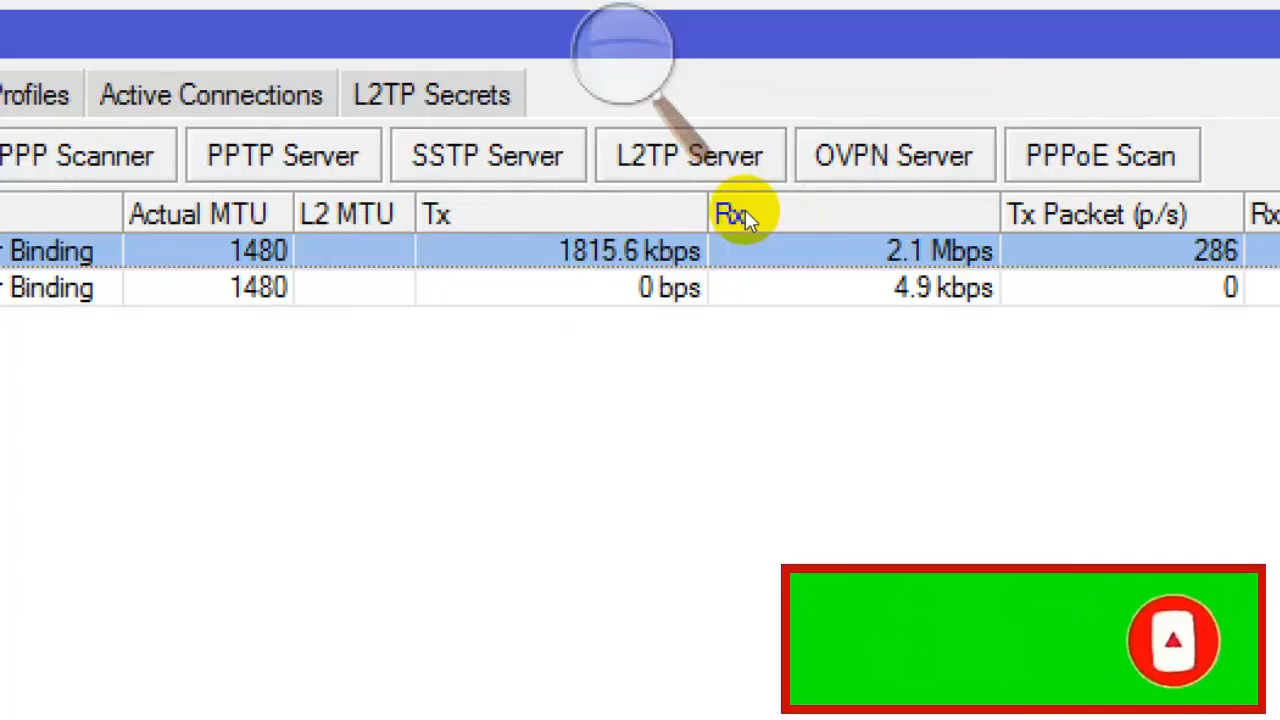 rofiles Active Connections L2TP Secrets
PPP Scanner PPTP Server SSTP Server L2TP Server OVPN Server PPPoE Scan
Actual MTU L2 MTU Tx Rx Tx Packet (p/s) Rx
r Binding 1480 1815.6 kbps 2.1 Mbps 286
r Binding 1480 0 bps 4.9 kbps 0